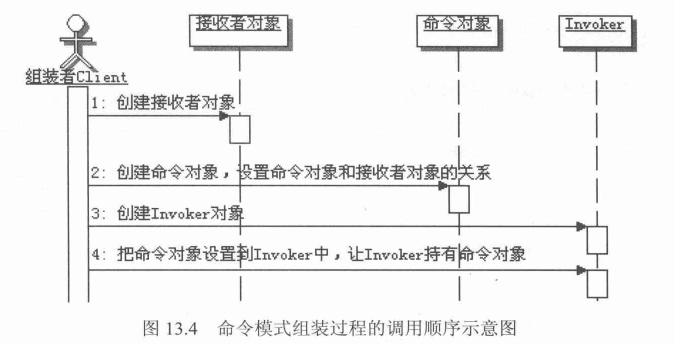 接收者对象
命令对象
Invoker
组装者Client
1: 创建接收者对象
2: 创建命令对象，设置命令对象和接收者对象的关系
3: 创建Invoker对象
4: 把命令对象设置到Invoker中，让Invoker持有命令对象
图 13.4 命令模式组装过程的调用顺序示意图